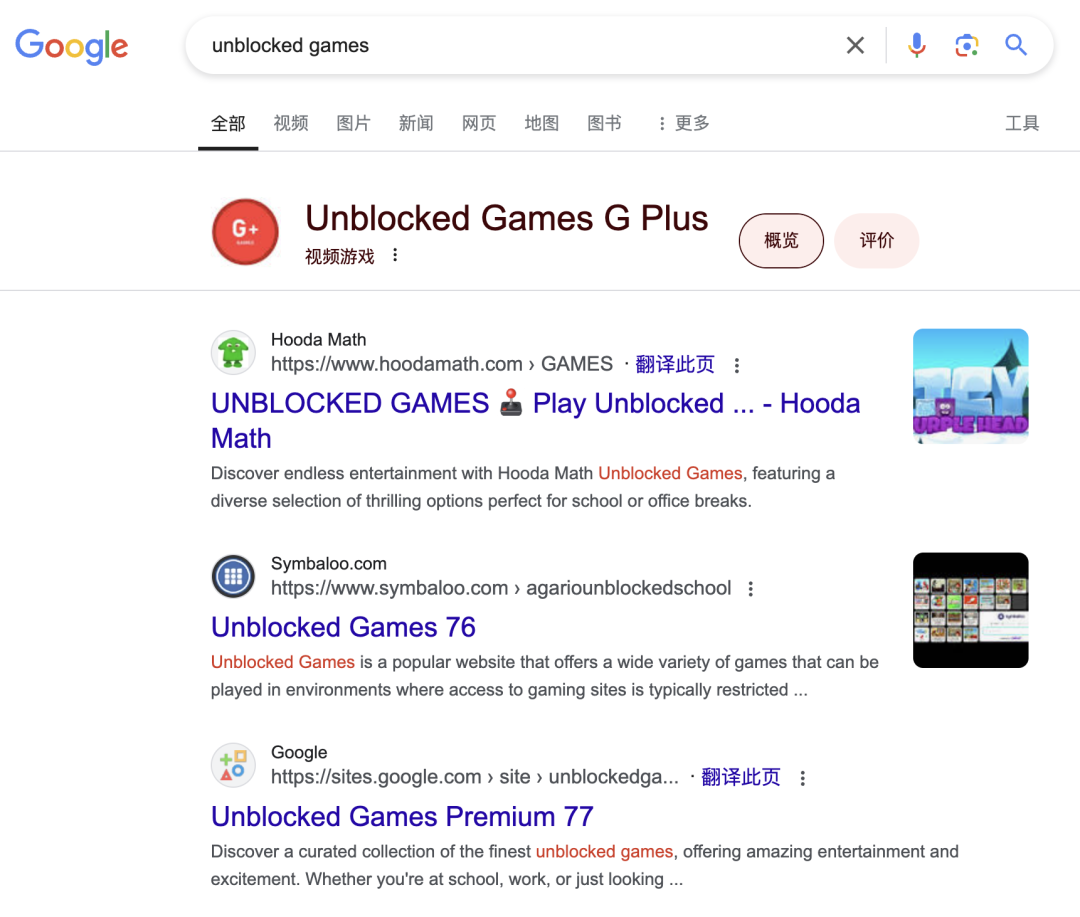 Google
unblocked games
全部 视频 图片 新闻 网页 地图 图书 更多 工具
G+
GAMES
Unblocked Games G Plus
视频游戏
概览 评价
Hooda Math
https://www.hoodamath.com › GAMES · 翻译此页
UNBLOCKED GAMES 🕹️ Play Unblocked ... - Hooda
Math
Discover endless entertainment with Hooda Math Unblocked Games, featuring a
diverse selection of thrilling options perfect for school or office breaks.
ICY
PURPLE HEAD
Symbaloo.com
https://www.symbaloo.com › agariounblockedschool
Unblocked Games 76
Unblocked Games is a popular website that offers a wide variety of games that can be
played in environments where access to gaming sites is typically restricted ...
symbaloo
Google
https://sites.google.com › site › unblockedga... · 翻译此页
Unblocked Games Premium 77
Discover a curated collection of the finest unblocked games, offering amazing entertainment and
excitement. Whether you're at school, work, or just looking ...